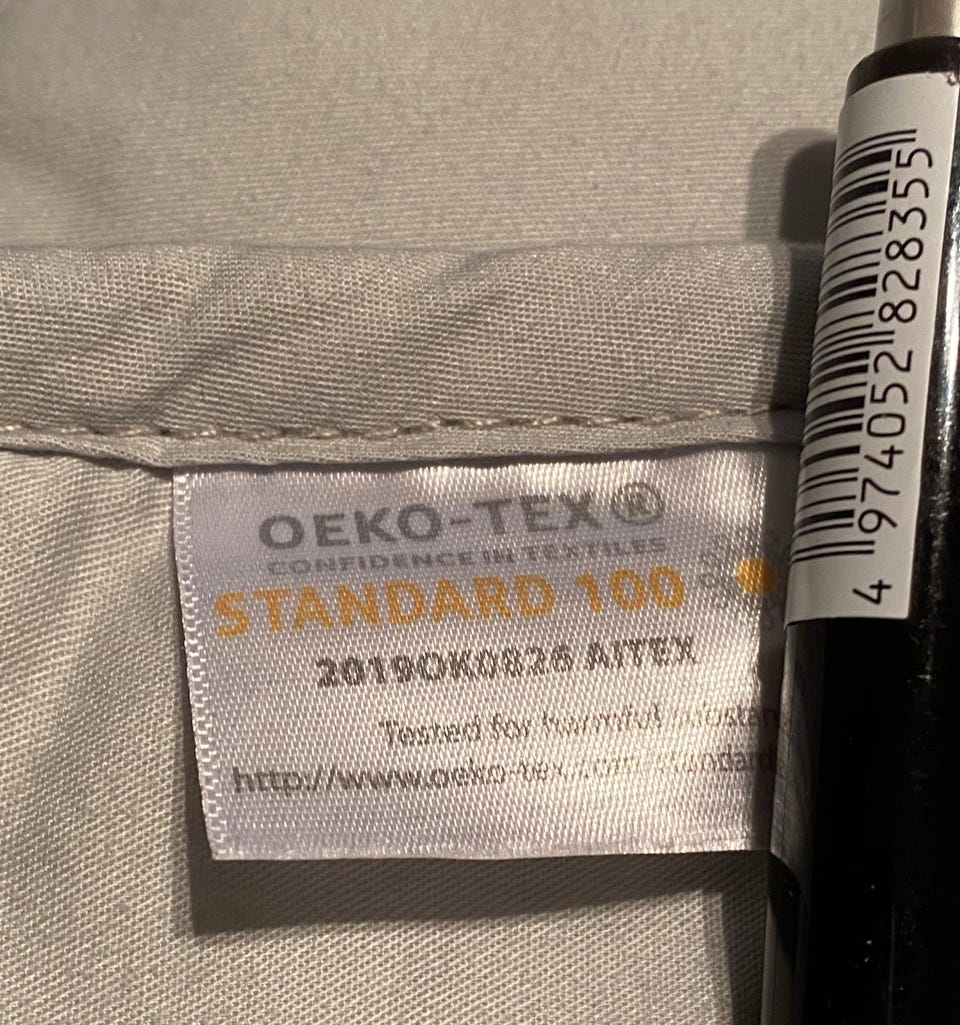 OEKO-TEX®
CONFIDENCE IN TEXTILES
STANDARD 100
2019OK0826 AITEX
Tested for harmful
http://www.oeko-tex.com/standard
4 974052 828355